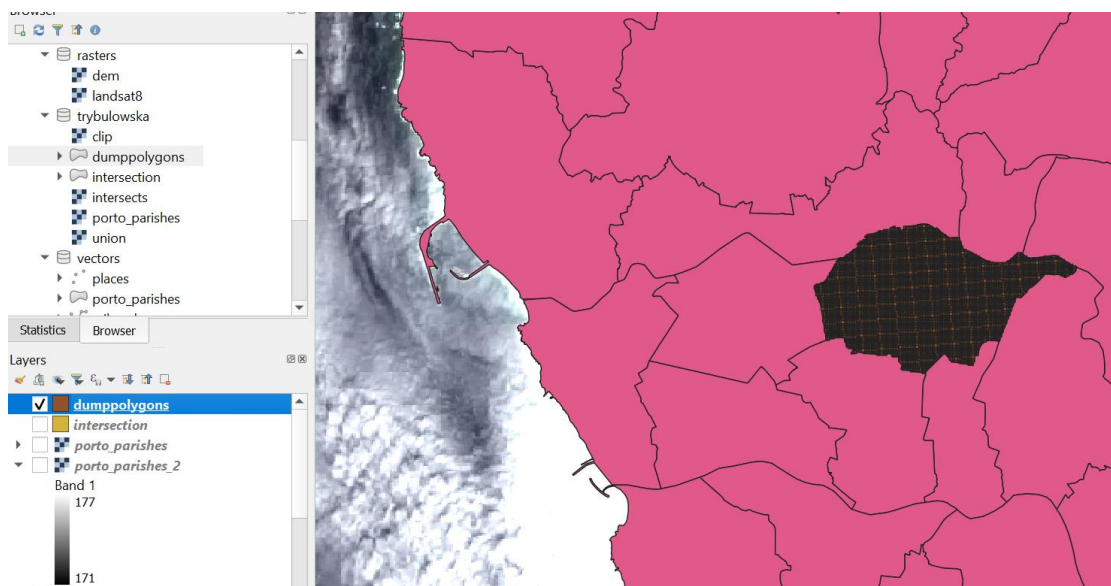 rasters
dem
landsat8
trybulowska
clip
dumppolygons
intersection
intersects
porto_parishes
union
vectors
places
porto_parishes
Statistics
Browser
Layers
dumppolygons
intersection
porto_parishes
porto_parishes_2
Band 1
177
171